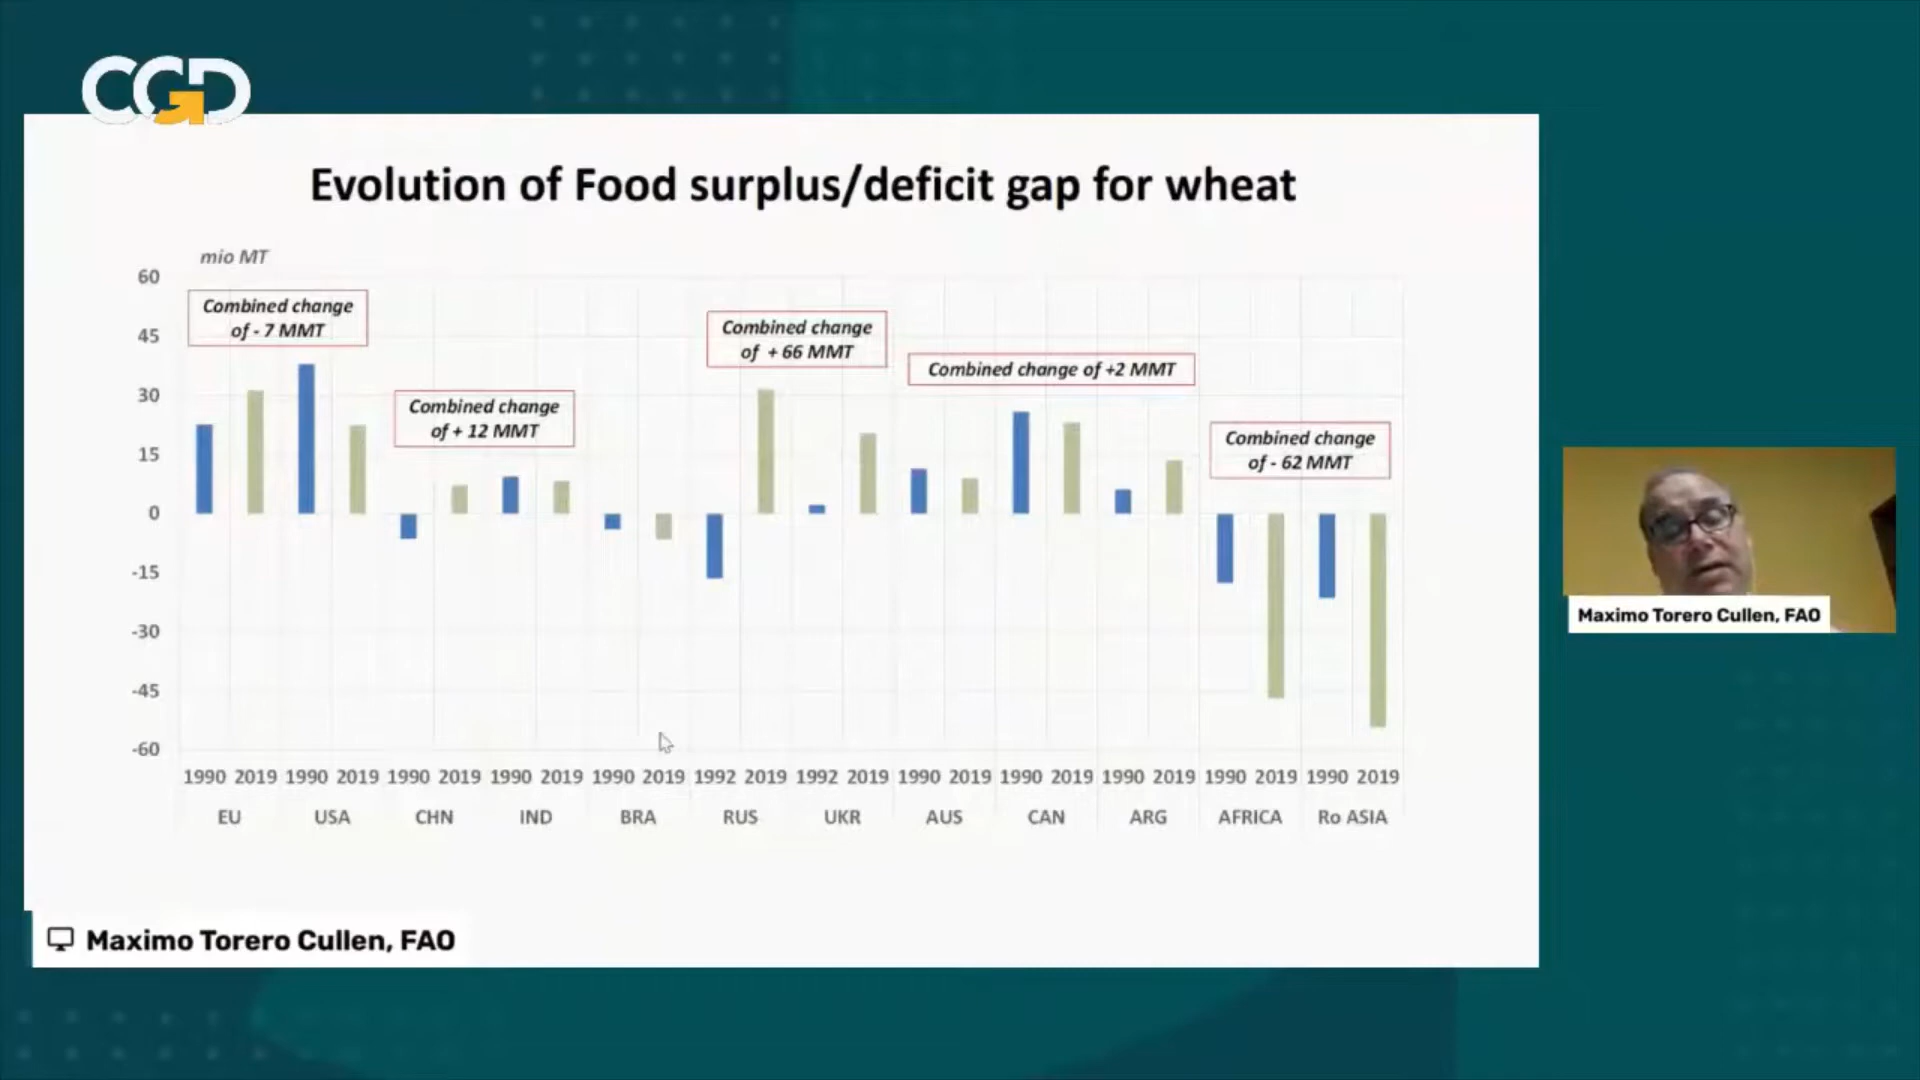 CGD
Evolution of Food surplus/deficit gap for wheat
mio MT
60
45
30
15
0
-15
-30
-45
-60
Combined change
of - 7 MMT
Combined change
of + 12 MMT
Combined change
of + 66 MMT
Combined change of +2 MMT
Combined change
of - 62 MMT
1990 2019 1990 2019 1990 2019 1990 2019 1990 2019 1992 2019 1992 2019 1990 2019 1990 2019 1990 2019 1990 2019 1990 2019
EU USA CHN IND BRA RUS UKR AUS CAN ARG AFRICA Ro ASIA
Maximo Torero Cullen, FAO
Maximo Torero Cullen, FAO